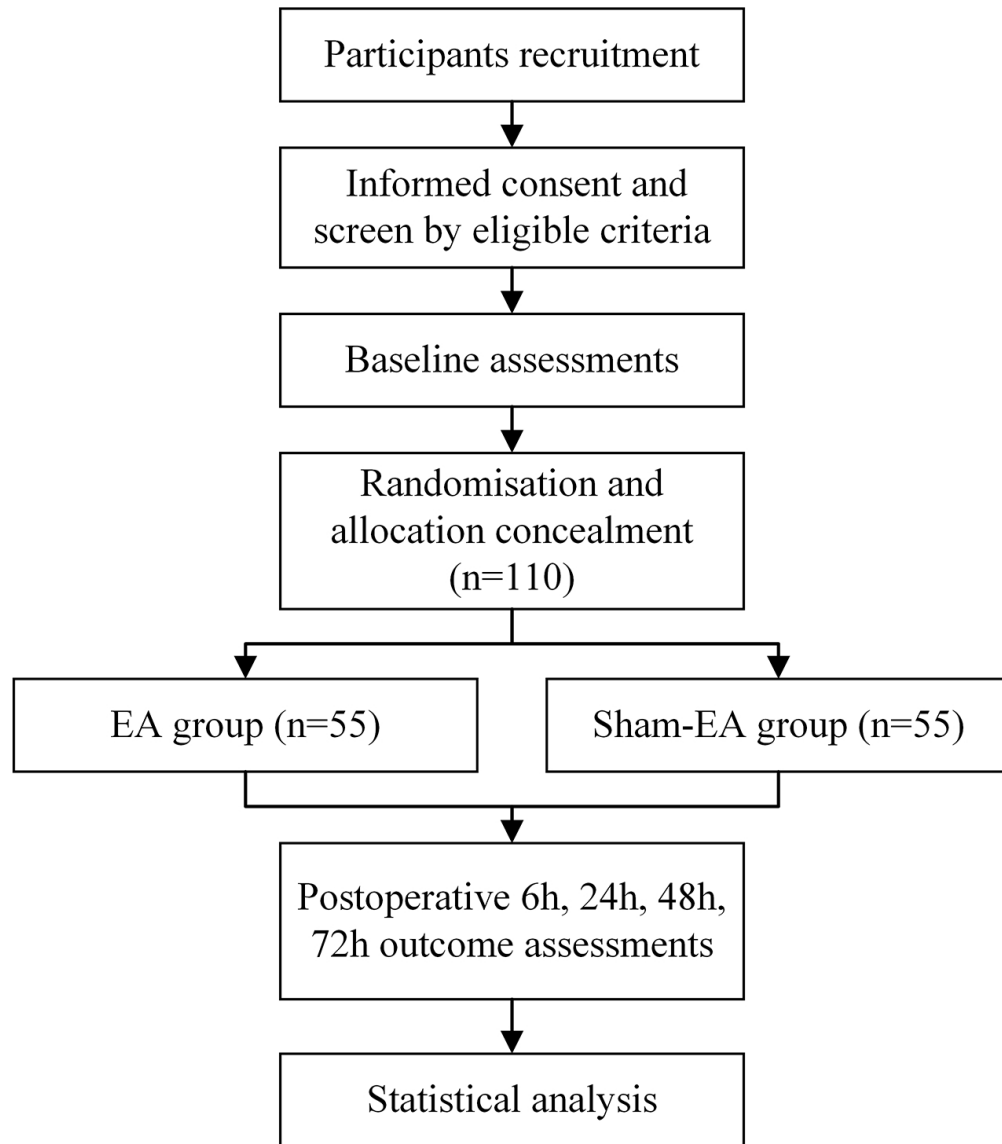 Participants recruitment
Informed consent and
screen by eligible criteria
Baseline assessments
Randomisation and
allocation concealment
(n=110)
EA group (n=55)
Sham-EA group (n=55)
Postoperative 6h, 24h, 48h,
72h outcome assessments
Statistical analysis